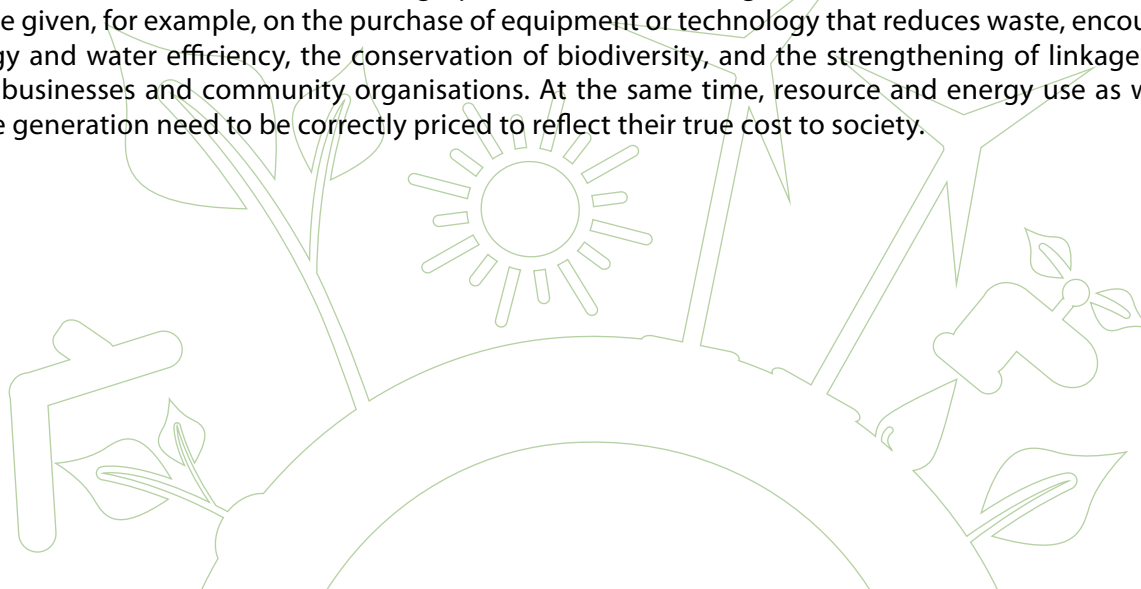 e given, for example, on the purchase of equipment or technology that reduces waste, encou
gy and water efficiency, the conservation of biodiversity, and the strengthening of linkage
businesses and community organisations. At the same time, resource and energy use as w
e generation need to be correctly priced to reflect their true cost to society.